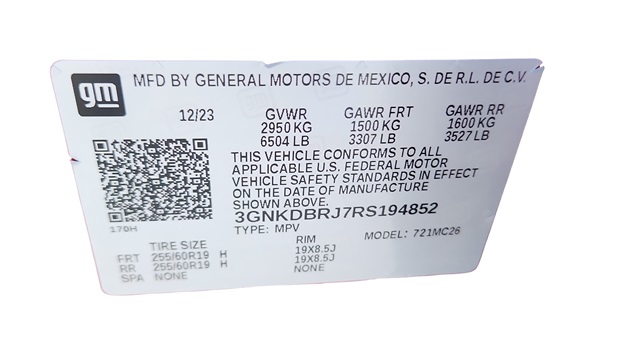 gm
MFD BY GENERAL MOTORS DE MEXICO, S. DE R.L. DE C.V.
12/23 GVWR GAWR FRT GAWR RR
2950 KG 1500 KG 1600 KG
6504 LB 3307 LB 3527 LB
THIS VEHICLE CONFORMS TO ALL
APPLICABLE U.S. FEDERAL MOTOR
VEHICLE SAFETY STANDARDS IN EFFECT
ON THE DATE OF MANUFACTURE
SHOWN ABOVE.
3GNKDBRJ7RS194852
170H TYPE: MPV MODEL: 721MC26
TIRE SIZE RIM
FRT 255/60R19 H 19X8.5J
RR 255/60R19 H 19X8.5J
SPA NONE NONE